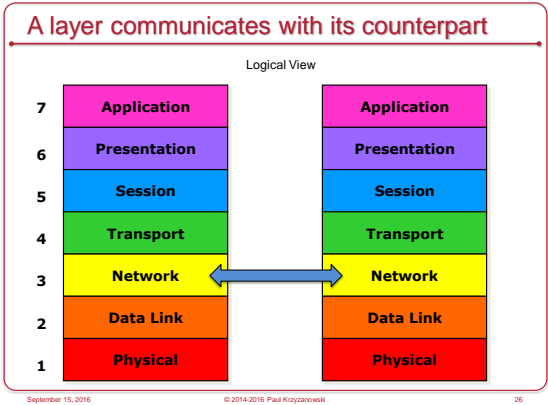 A layer communicates with its counterpart
Logical View
7 Application Application
6 Presentation Presentation
5 Session Session
4 Transport Transport
3 Network Network
2 Data Link Data Link
1 Physical Physical
September 15, 2016 © 2014-2016 Paul Krzyzanowski 26